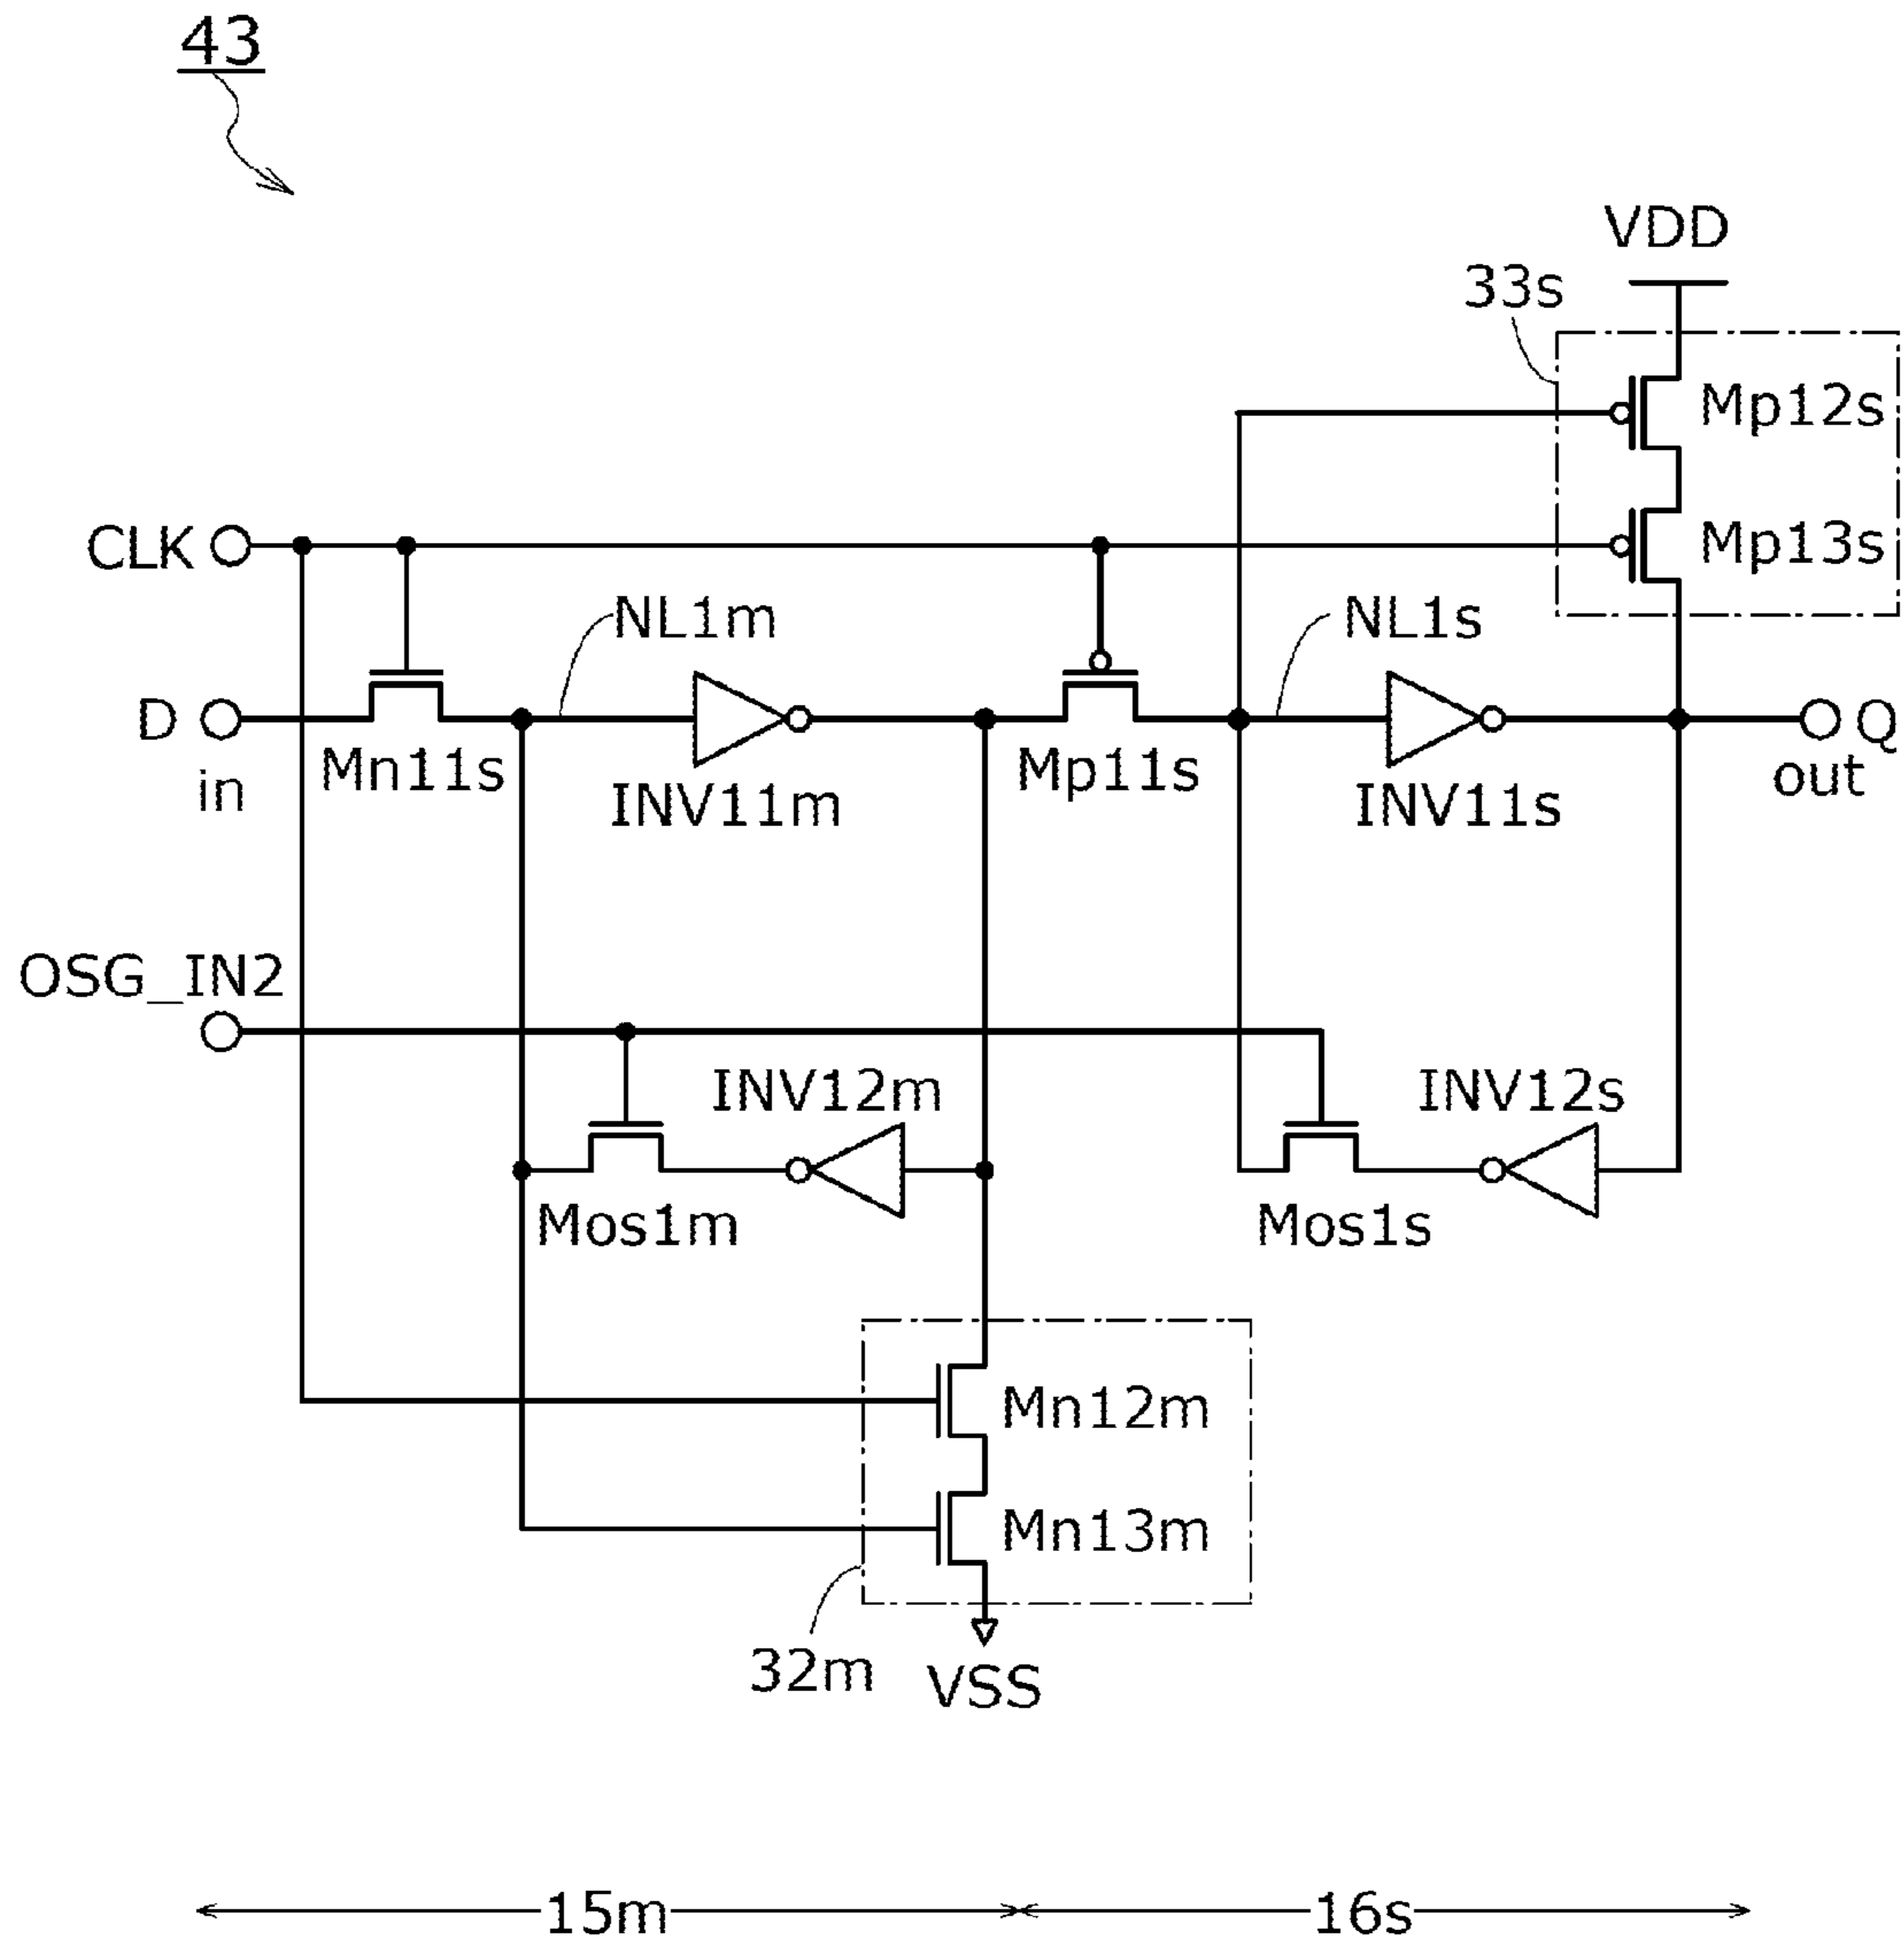 43
VDD
33s
Mp12s
CLK
Mp13s
NL1m
NL1s
D
Q
in
Mn11s
INV11m
Mp11s
INV11s
out
OSG_IN2
INV12m
INV12s
Mos1m
Mos1s
Mn12m
Mn13m
32m
VSS
15m
16s